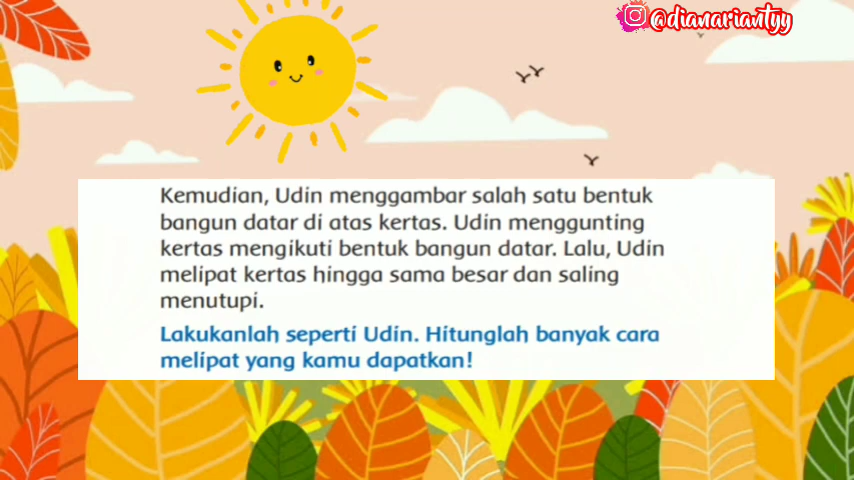 @dianariantyy
Kemudian, Udin menggambar salah satu bentuk
bangun datar di atas kertas. Udin menggunting
kertas mengikuti bentuk bangun datar. Lalu, Udin
melipat kertas hingga sama besar dan saling
menutupi.
Lakukanlah seperti Udin. Hitunglah banyak cara
melipat yang kamu dapatkan!